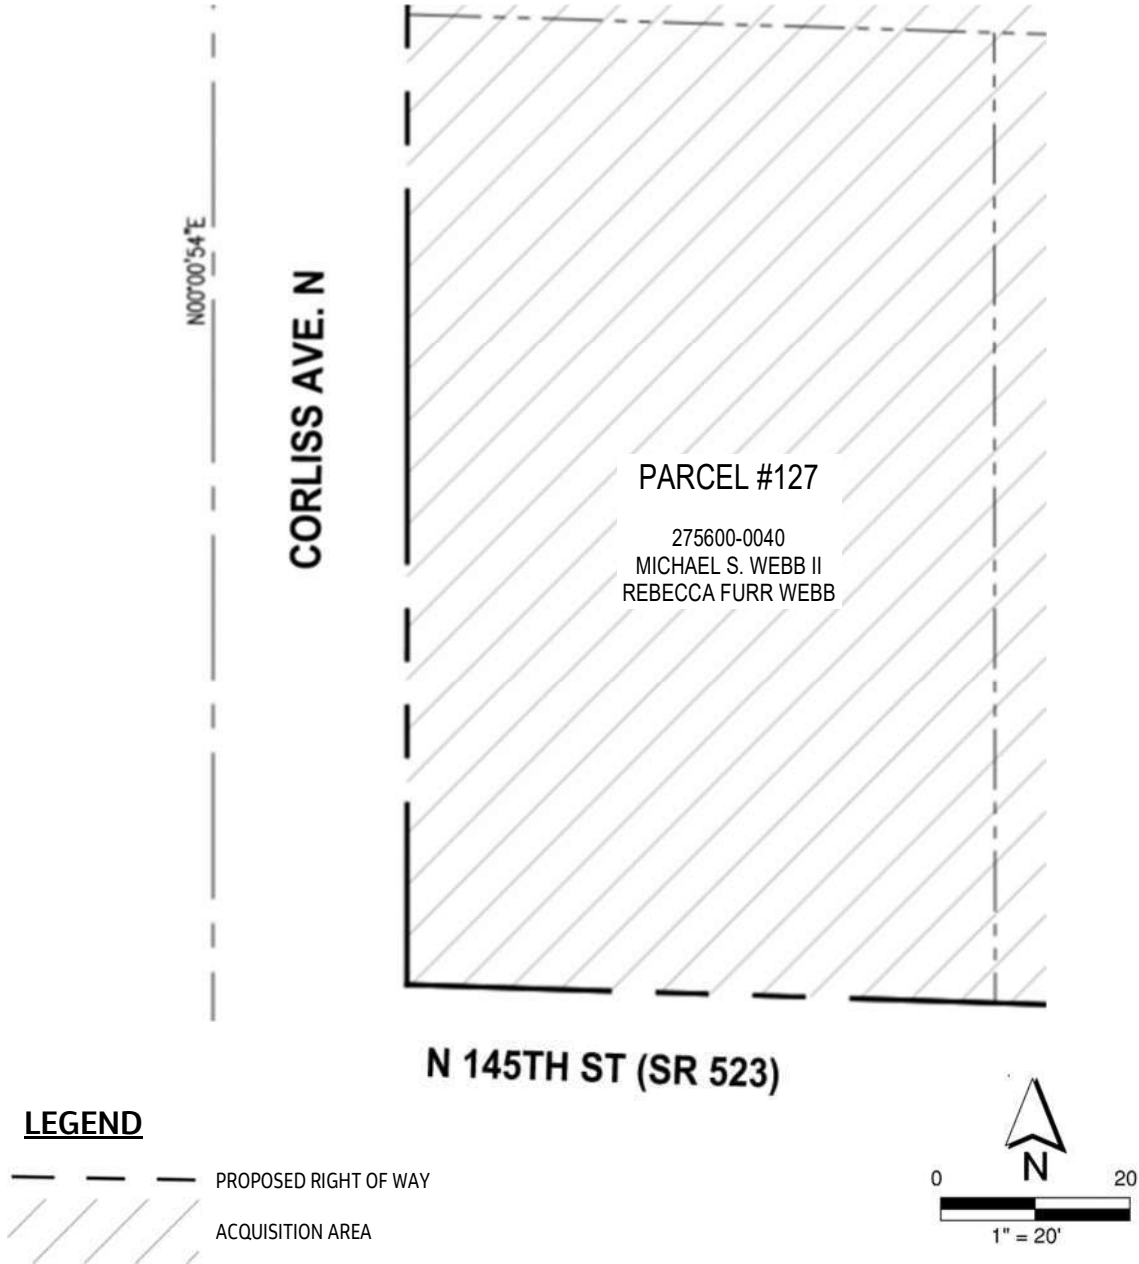 N00°00'54"E
CORLISS AVE. N
PARCEL #127
275600-0040
MICHAEL S. WEBB II
REBECCA FURR WEBB
N 145TH ST (SR 523)
LEGEND
PROPOSED RIGHT OF WAY
ACQUISITION AREA
N
0 20
1" = 20'